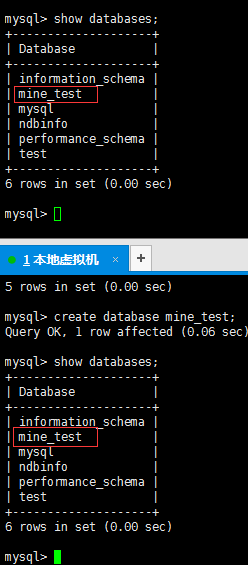 mysql> show databases;
+--------------------+
| Database           |
+--------------------+
| information_schema |
| mine_test          |
| mysql              |
| ndbinfo            |
| performance_schema |
| test               |
+--------------------+
6 rows in set (0.00 sec)
mysql>
1 本地虚拟机 × +
5 rows in set (0.00 sec)
mysql> create database mine_test;
Query OK, 1 row affected (0.06 sec)
mysql> show databases;
+--------------------+
| Database           |
+--------------------+
| information_schema |
| mine_test          |
| mysql              |
| ndbinfo            |
| performance_schema |
| test               |
+--------------------+
6 rows in set (0.00 sec)
mysql>